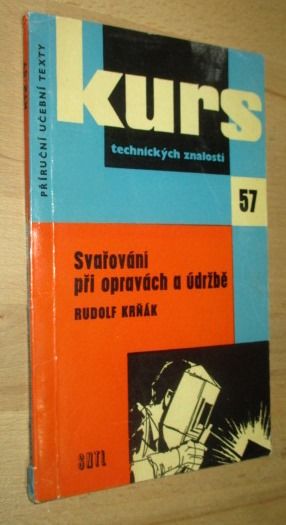 kurs
technických znalostí
57
Svařování
při opravách a údržbě
RUDOLF KRŇÁK
SNTL
PŘÍRUČNÍ UČEBNÍ TEXTY